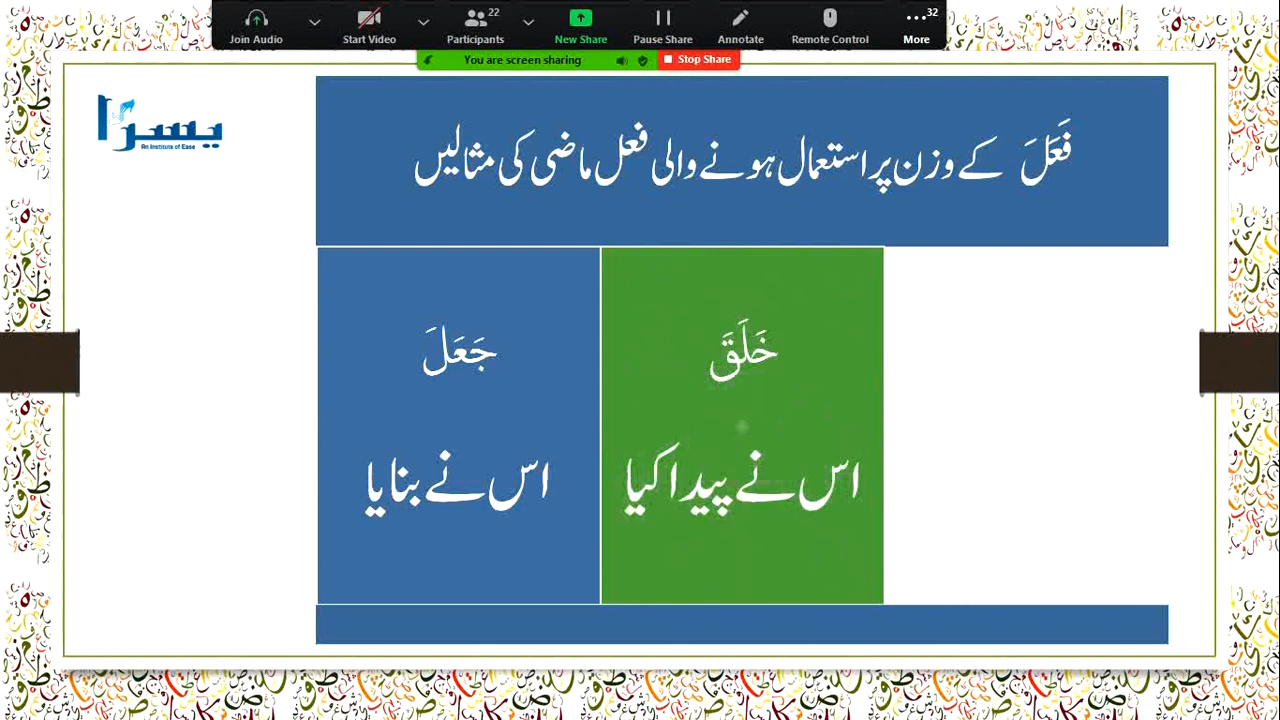 Join Audio
Start Video
Participants 22
New Share
Pause Share
Annotate
Remote Control
More 32
You are screen sharing
Stop Share
یسرا
An Institute of Ease
فَعَلَ کے وزن پر استعمال ہونے والی فعل ماضی کی مثالیں
خَلَقَ
اس نے پیدا کیا
جَعَلَ
اس نے بنایا